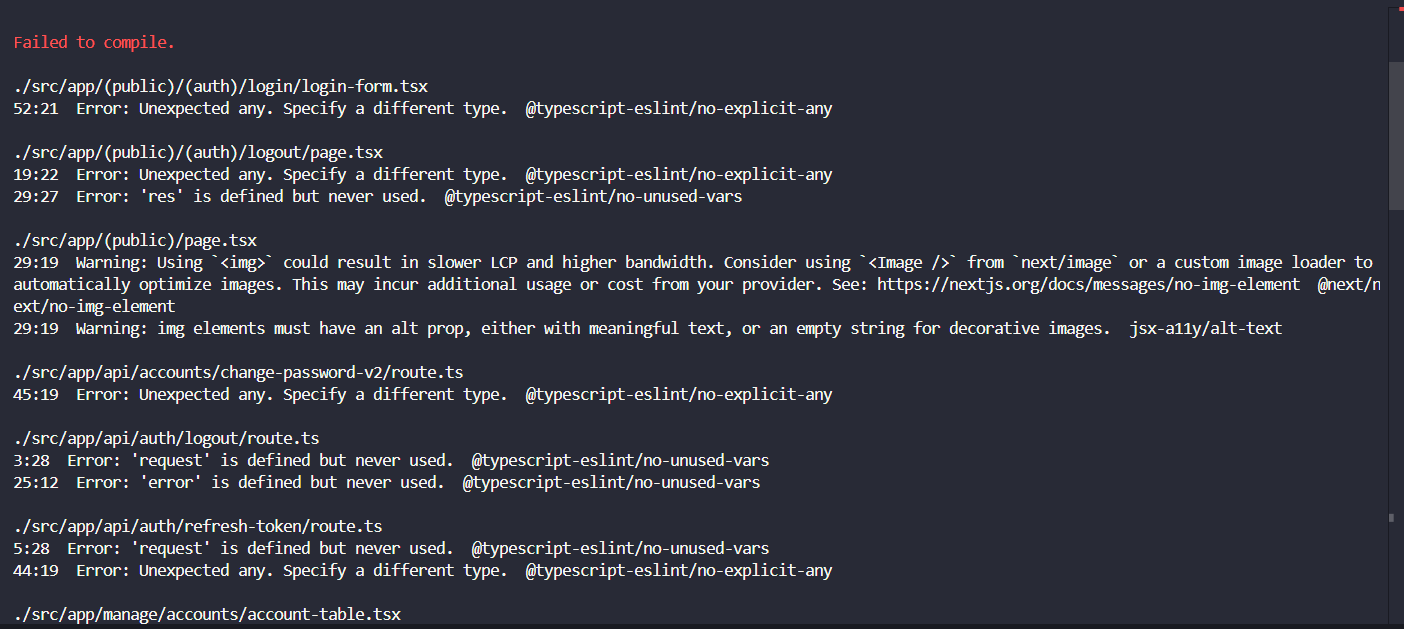 Failed to compile.
./src/app/(public)/(auth)/login/login-form.tsx
52:21  Error: Unexpected any. Specify a different type.  @typescript-eslint/no-explicit-any
./src/app/(public)/(auth)/logout/page.tsx
19:22  Error: Unexpected any. Specify a different type.  @typescript-eslint/no-explicit-any
29:27  Error: 'res' is defined but never used.  @typescript-eslint/no-unused-vars
./src/app/(public)/page.tsx
29:19  Warning: Using `<img>` could result in slower LCP and higher bandwidth. Consider using `<Image />` from `next/image` or a custom image loader to
automatically optimize images. This may incur additional usage or cost from your provider. See: https://nextjs.org/docs/messages/no-img-element  @next/n
ext/no-img-element
29:19  Warning: img elements must have an alt prop, either with meaningful text, or an empty string for decorative images.  jsx-a11y/alt-text
./src/app/api/accounts/change-password-v2/route.ts
45:19  Error: Unexpected any. Specify a different type.  @typescript-eslint/no-explicit-any
./src/app/api/auth/logout/route.ts
3:28  Error: 'request' is defined but never used.  @typescript-eslint/no-unused-vars
25:12  Error: 'error' is defined but never used.  @typescript-eslint/no-unused-vars
./src/app/api/auth/refresh-token/route.ts
5:28  Error: 'request' is defined but never used.  @typescript-eslint/no-unused-vars
44:19  Error: Unexpected any. Specify a different type.  @typescript-eslint/no-explicit-any
./src/app/manage/accounts/account-table.tsx